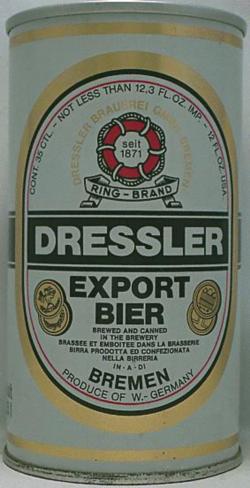 CONT. 35 CTL. - NOT LESS THAN 12,3 FL.OZ. IMP - 12 FL. OZ. USA
DRESSLER BRAUEREI GMBH BREMEN
seit
1871
RING-BRAND
DRESSLER
EXPORT
BIER
BREWED AND CANNED
IN THE BREWERY
BRASSEE ET EMBOITEE DANS LA BRASSERIE
BIRRA PRODOTTA ED CONFEZIONATA
NELLA BIRRERIA
IN-A-DI
BREMEN
PRODUCE OF W.-GERMANY